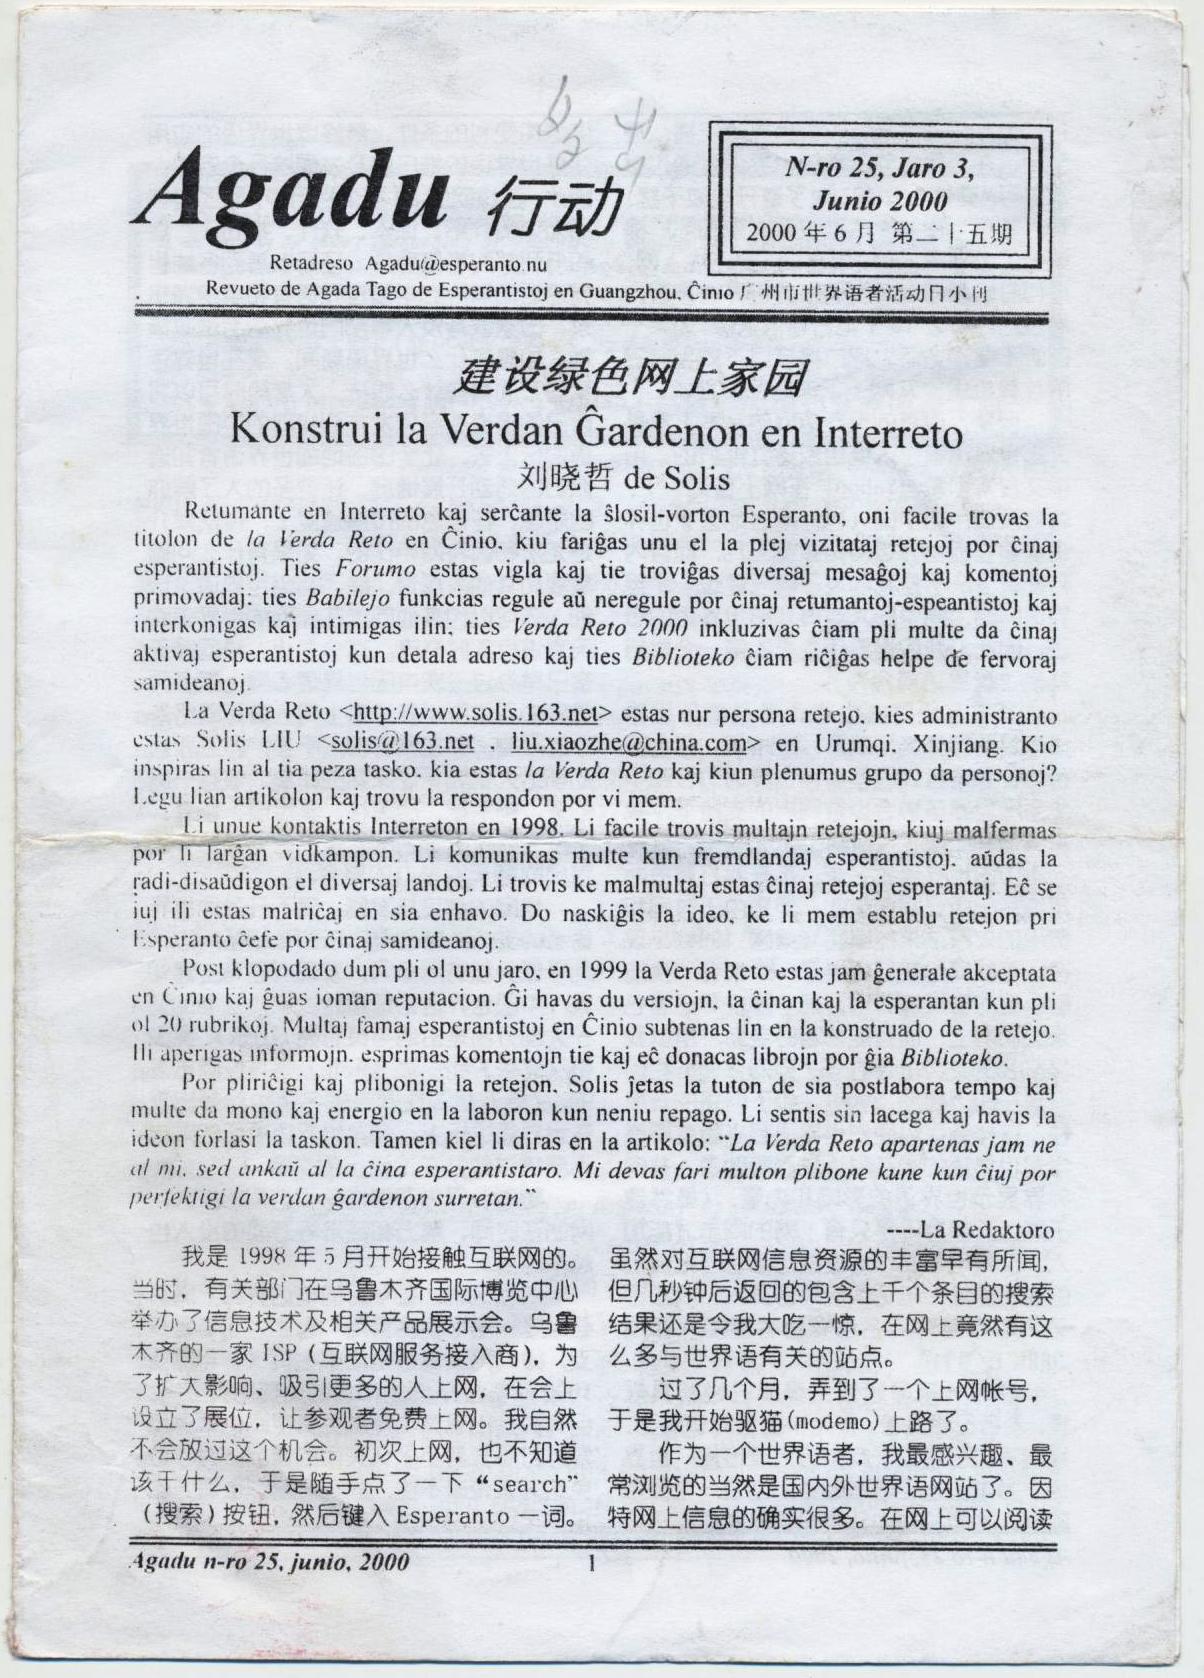 Agadu 行动
N-ro 25, Jaro 3,
Junio 2000
2000 年 6 月 第二十五期
Retadreso Agadu@esperanto.nu
Revueto de Agada Tago de Esperantistoj en Guangzhou, Ĉinio 广州市世界语者活动日小刊
建设绿色网上家园
Konstrui la Verdan Ĝardenon en Interreto
刘晓哲 de Solis
Retumante en Interreto kaj serĉante la ŝlosil-vorton Esperanto, oni facile trovas la
titolon de la Verda Reto en Ĉinio, kiu fariĝas unu el la plej vizitataj retejoj por ĉinaj
esperantistoj. Ties Forumo estas vigla kaj tie troviĝas diversaj mesaĝoj kaj komentoj
primovadaj; ties Babilejo funkcias regule aŭ neregule por ĉinaj retumantoj-espeantistoj kaj
interkonigas kaj intimigas ilin; ties Verda Reto 2000 inkluzivas ĉiam pli multe da ĉinaj
aktivaj esperantistoj kun detala adreso kaj ties Biblioteko ĉiam riĉiĝas helpe de fervoraj
samideanoj.
La Verda Reto <http://www.solis.163.net> estas nur persona retejo, kies administranto
estas Solis LIU <solis@163.net , liu.xiaozhe@china.com> en Urumqi, Xinjiang. Kio
inspiras lin al tia peza tasko, kia estas la Verda Reto kaj kiun plenumus grupo da personoj?
Legu lian artikolon kaj trovu la respondon por vi mem.
Li unue kontaktis Interreton en 1998. Li facile trovis multajn retejojn, kiuj malfermas
por li larĝan vidkampon. Li komunikas multe kun fremdlandaj esperantistoj, aŭdas la
radi-disaŭdigon el diversaj landoj. Li trovis ke malmultaj estas ĉinaj retejoj esperantaj. Eĉ se
iuj ili estas malriĉaj en sia enhavo. Do naskiĝis la ideo, ke li mem establu retejon pri
Esperanto ĉefe por ĉinaj samideanoj.
Post klopodado dum pli ol unu jaro, en 1999 la Verda Reto estas jam ĝenerale akceptata
en Ĉinio kaj ĝuas ioman reputacion. Ĝi havas du versiojn, la ĉinan kaj la esperantan kun pli
ol 20 rubrikoj. Multaj famaj esperantistoj en Ĉinio subtenas lin en la konstruado de la retejo.
Ili aperigas informojn, esprimas komentojn tie kaj eĉ donacas librojn por ĝia Biblioteko.
Por pliriĉigi kaj plibonigi la retejon, Solis ĵetas la tuton de sia postlabora tempo kaj
multe da mono kaj energio en la laboron kun neniu repago. Li sentis sin lacega kaj havis la
ideon forlasi la taskon. Tamen kiel li diras en la artikolo: “La Verda Reto apartenas jam ne
al mi, sed ankaŭ al la ĉina esperantistaro. Mi devas fari multon plibone kune kun ĉiuj por
perfektigi la verdan ĝardenon surretan.”
----La Redaktoro
我是 1998 年 5 月开始接触互联网的。
当时，有关部门在乌鲁木齐国际博览中心
举办了信息技术及相关产品展示会。乌鲁
木齐的一家 ISP (互联网服务接入商)，为
了扩大影响、吸引更多的人上网，在会上
设立了展位，让参观者免费上网。我自然
不会放过这个机会。初次上网，也不知道
该干什么，于是随手点了一下 “search”
（搜索）按钮，然后键入 Esperanto 一词。
虽然对互联网信息资源的丰富早有所闻，
但几秒钟后返回的包含上千个条目的搜索
结果还是令我大吃一惊，在网上竟然有这
么多与世界语有关的站点。
过了几个月，弄到了一个上网帐号，
于是我开始驱猫(modemo)上路了。
作为一个世界语者，我最感兴趣、最
常浏览的当然是国内外世界语网站了。因
特网上信息的确实很多。在网上可以阅读
Agadu n-ro 25, junio, 2000
1